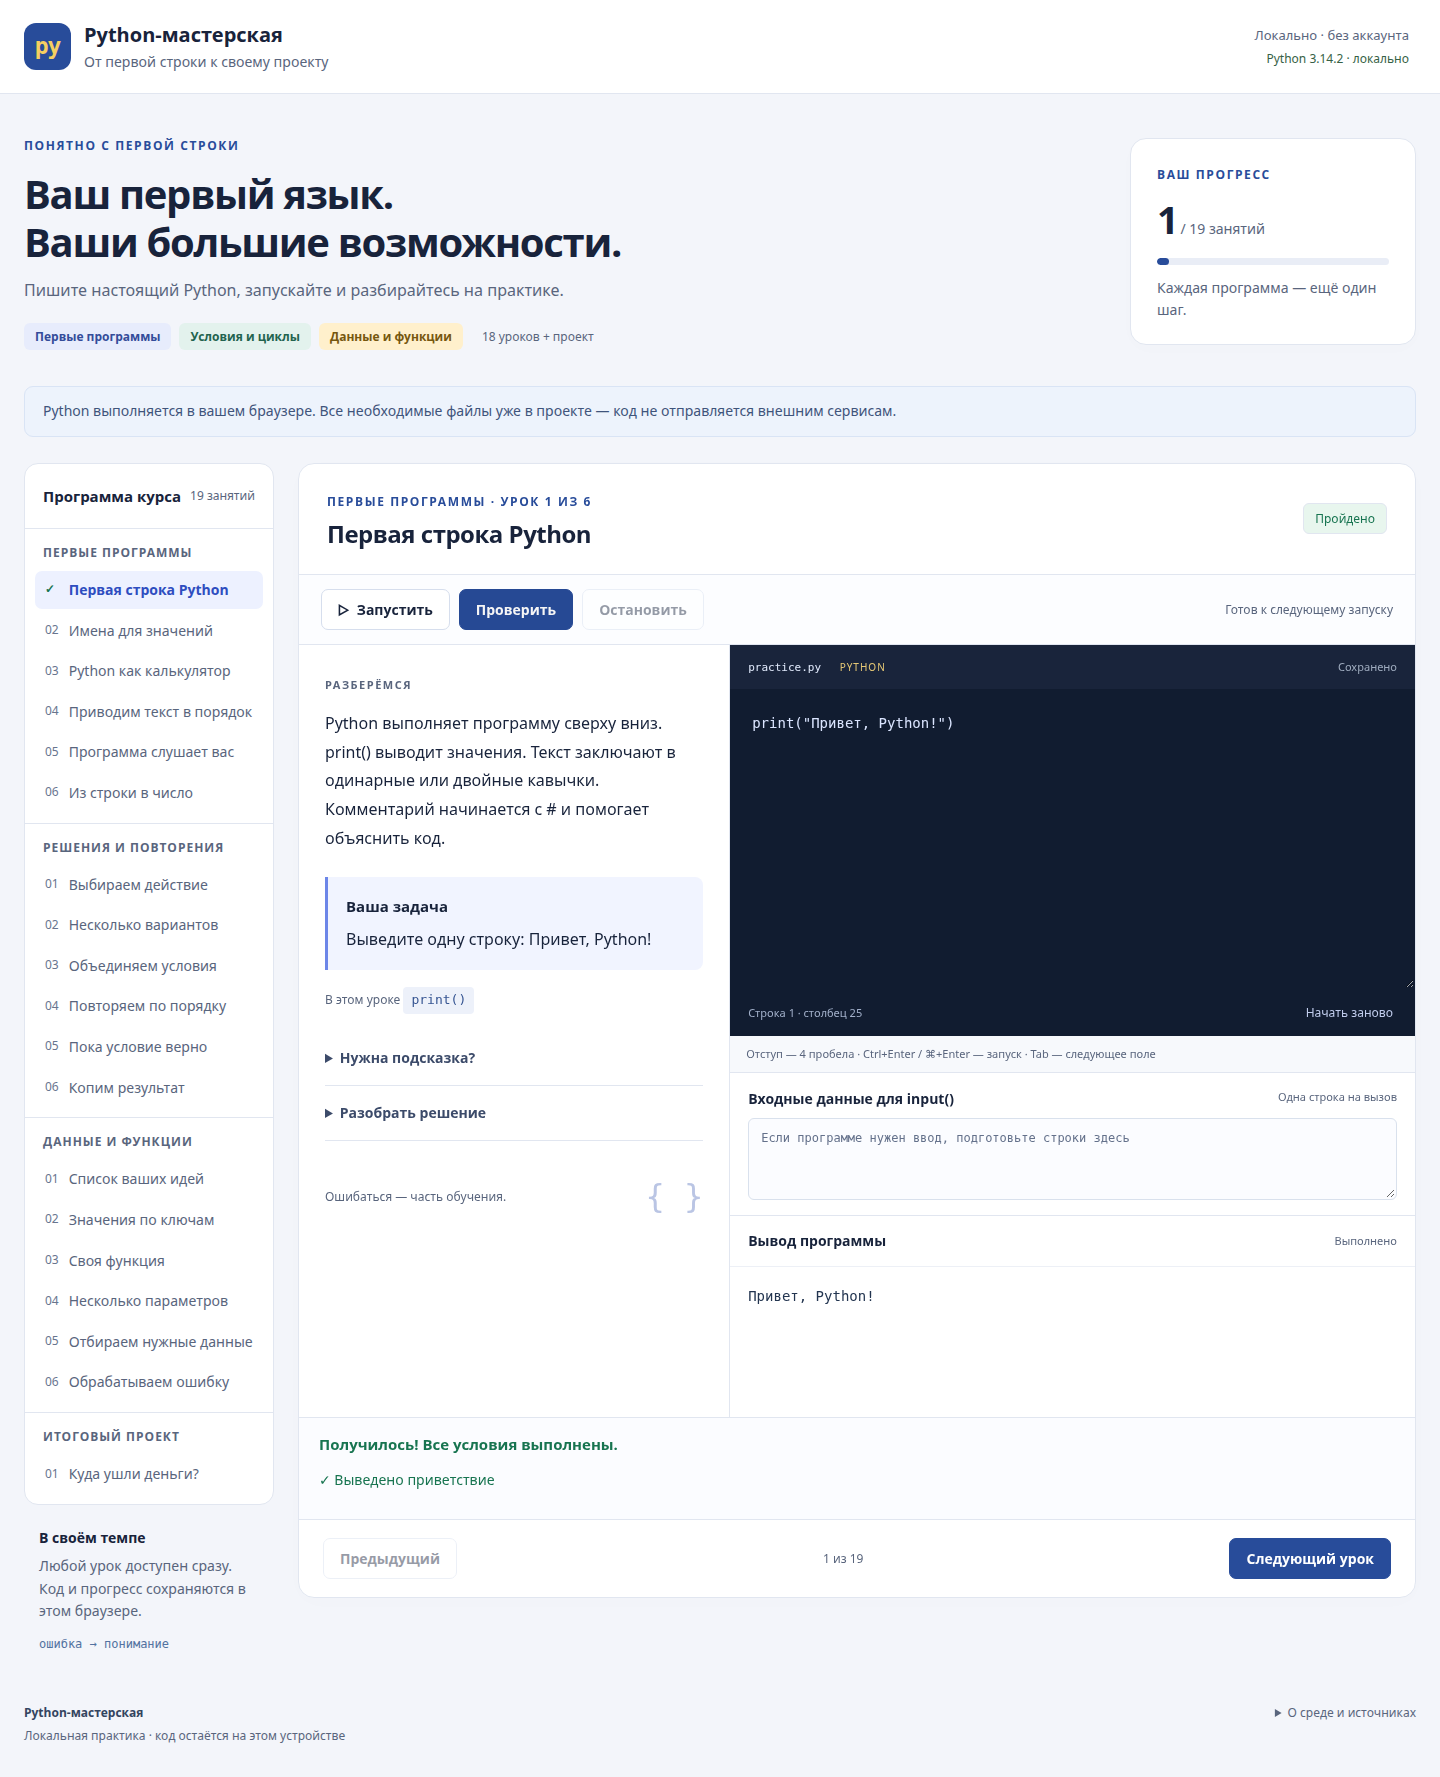 py
Python-мастерская
От первой строки к своему проекту
Локально · без аккаунта
Python 3.14.2 · локально
ПОНЯТНО С ПЕРВОЙ СТРОКИ
Ваш первый язык.
Ваши большие возможности.
Пишите настоящий Python, запускайте и разбирайтесь на практике.
Первые программы
Условия и циклы
Данные и функции
18 уроков + проект
ВАШ ПРОГРЕСС
1 / 19 занятий
Каждая программа — ещё один
шаг.
Python выполняется в вашем браузере. Все необходимые файлы уже в проекте — код не отправляется внешним сервисам.
Программа курса
19 занятий
ПЕРВЫЕ ПРОГРАММЫ
✓ Первая строка Python
02 Имена для значений
03 Python как калькулятор
04 Приводим текст в порядок
05 Программа слушает вас
06 Из строки в число
РЕШЕНИЯ И ПОВТОРЕНИЯ
01 Выбираем действие
02 Несколько вариантов
03 Объединяем условия
04 Повторяем по порядку
05 Пока условие верно
06 Копим результат
ДАННЫЕ И ФУНКЦИИ
01 Список ваших идей
02 Значения по ключам
03 Своя функция
04 Несколько параметров
05 Отбираем нужные данные
06 Обрабатываем ошибку
ИТОГОВЫЙ ПРОЕКТ
01 Куда ушли деньги?
В своём темпе
Любой урок доступен сразу.
Код и прогресс сохраняются в
этом браузере.
ошибка → понимание
ПЕРВЫЕ ПРОГРАММЫ · УРОК 1 ИЗ 6
Первая строка Python
Пройдено
▷ Запустить
Проверить
Остановить
Готов к следующему запуску
РАЗБЕРЁМСЯ
Python выполняет программу сверху вниз.
print() выводит значения. Текст заключают в
одинарные или двойные кавычки.
Комментарий начинается с # и помогает
объяснить код.
Ваша задача
Выведите одну строку: Привет, Python!
В этом уроке print()
▶ Нужна подсказка?
▶ Разобрать решение
Ошибаться — часть обучения.
{ }
practice.py
PYTHON
Сохранено
print("Привет, Python!")
Строка 1 · столбец 25
Начать заново
Отступ — 4 пробела · Ctrl+Enter / ⌘+Enter — запуск · Tab — следующее поле
Входные данные для input()
Одна строка на вызов
Если программе нужен ввод, подготовьте строки здесь
Вывод программы
Выполнено
Привет, Python!
Получилось! Все условия выполнены.
✓ Выведено приветствие
Предыдущий
1 из 19
Следующий урок
Python-мастерская
Локальная практика · код остаётся на этом устройстве
▶ О среде и источниках